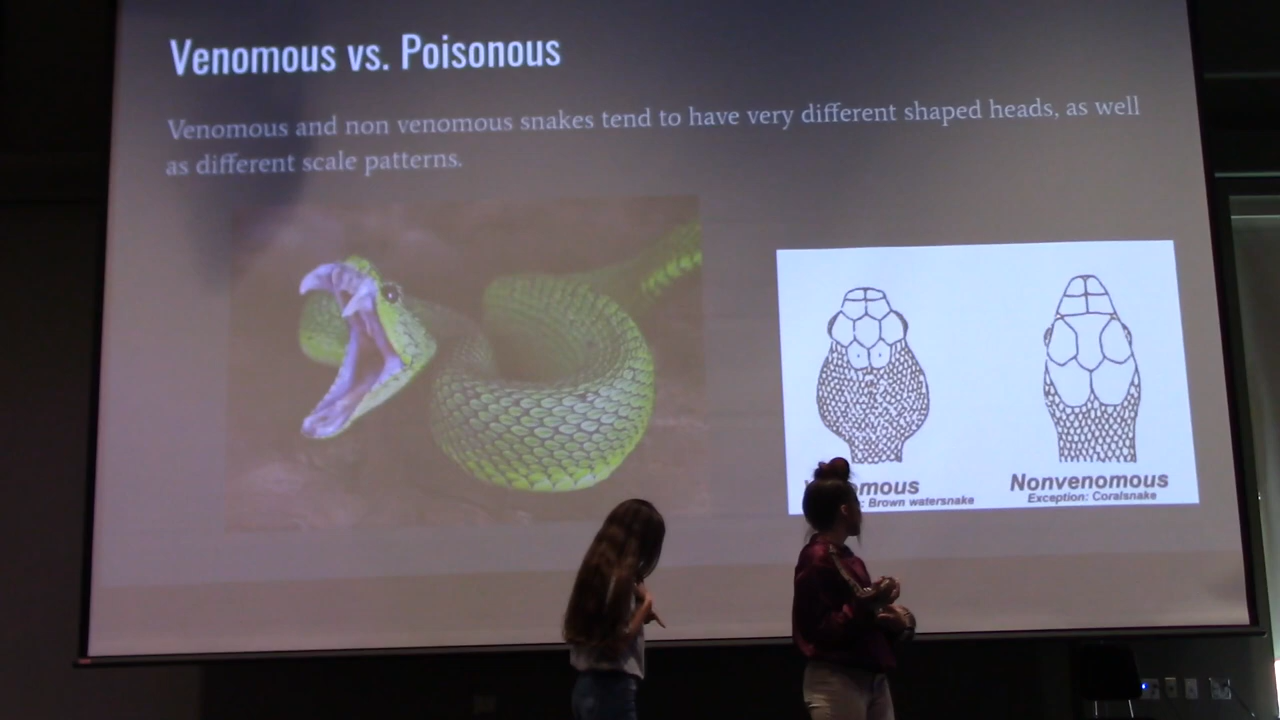 Venomous vs. Poisonous
Venomous and non venomous snakes tend to have very different shaped heads, as well
as different scale patterns.
Nonvenomous
Brown watersnake
Exception: Coralsnake